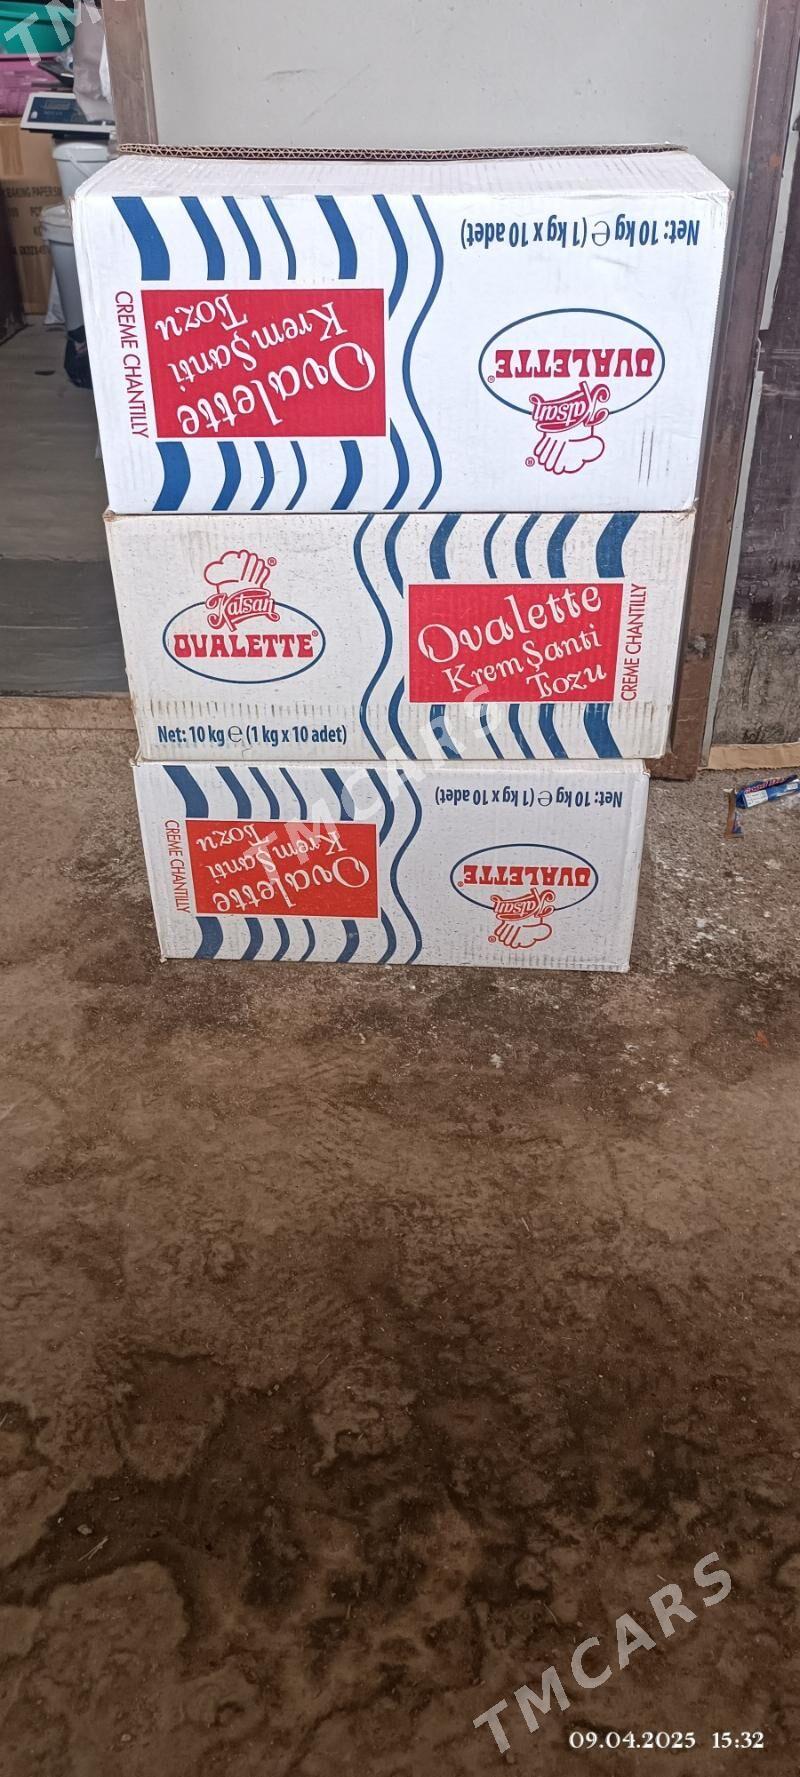 TMCARS
BAKING PAPER
Net: 10 kg ℮ (1 kg x 10 adet)
CREME CHANTILLY
Ovalette
Krem Şanti
Tozu
OVALETTE®
Katsan
®
Katsan
®
OVALETTE®
Net: 10 kg ℮ (1 kg x 10 adet)
Ovalette
Krem Şanti
Tozu
CREME CHANTILLY
TMCARS
Net: 10 kg ℮ (1 kg x 10 adet)
CREME CHANTILLY
Ovalette
Krem Şanti
Tozu
OVALETTE®
Katsan
®
TMCARS
09.04.2025 15:32